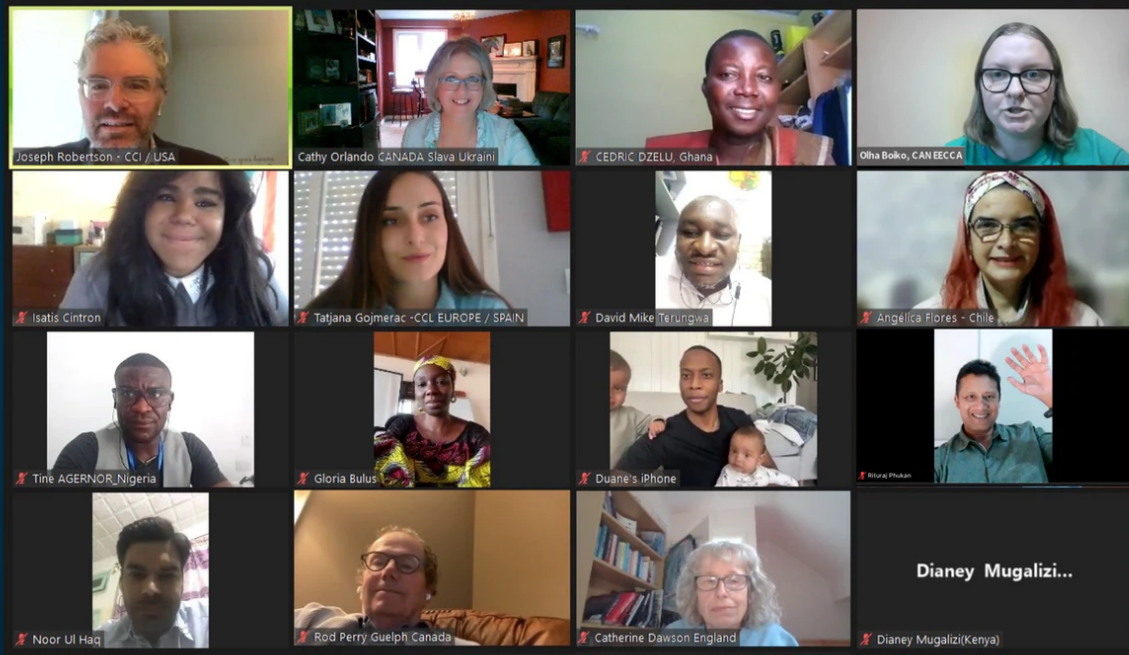 Joseph Robertson - CCI / USA
Cathy Orlando CANADA Slava Ukraini
CEDRIC DZELU, Ghana
Olha Boiko, CAN EECCA
Isatis Cintron
Tatjana Gojmerac -CCL EUROPE / SPAIN
David Mike Terungwa
Angélica Flores - Chile
Tine AGERNOR_Nigeria
Gloria Bulus
Duane's iPhone
Rituraj Phukan
Noor Ul Haq
Rod Perry Guelph Canada
Catherine Dawson England
Dianey Mugalizi...
Dianey Mugalizi(Kenya)